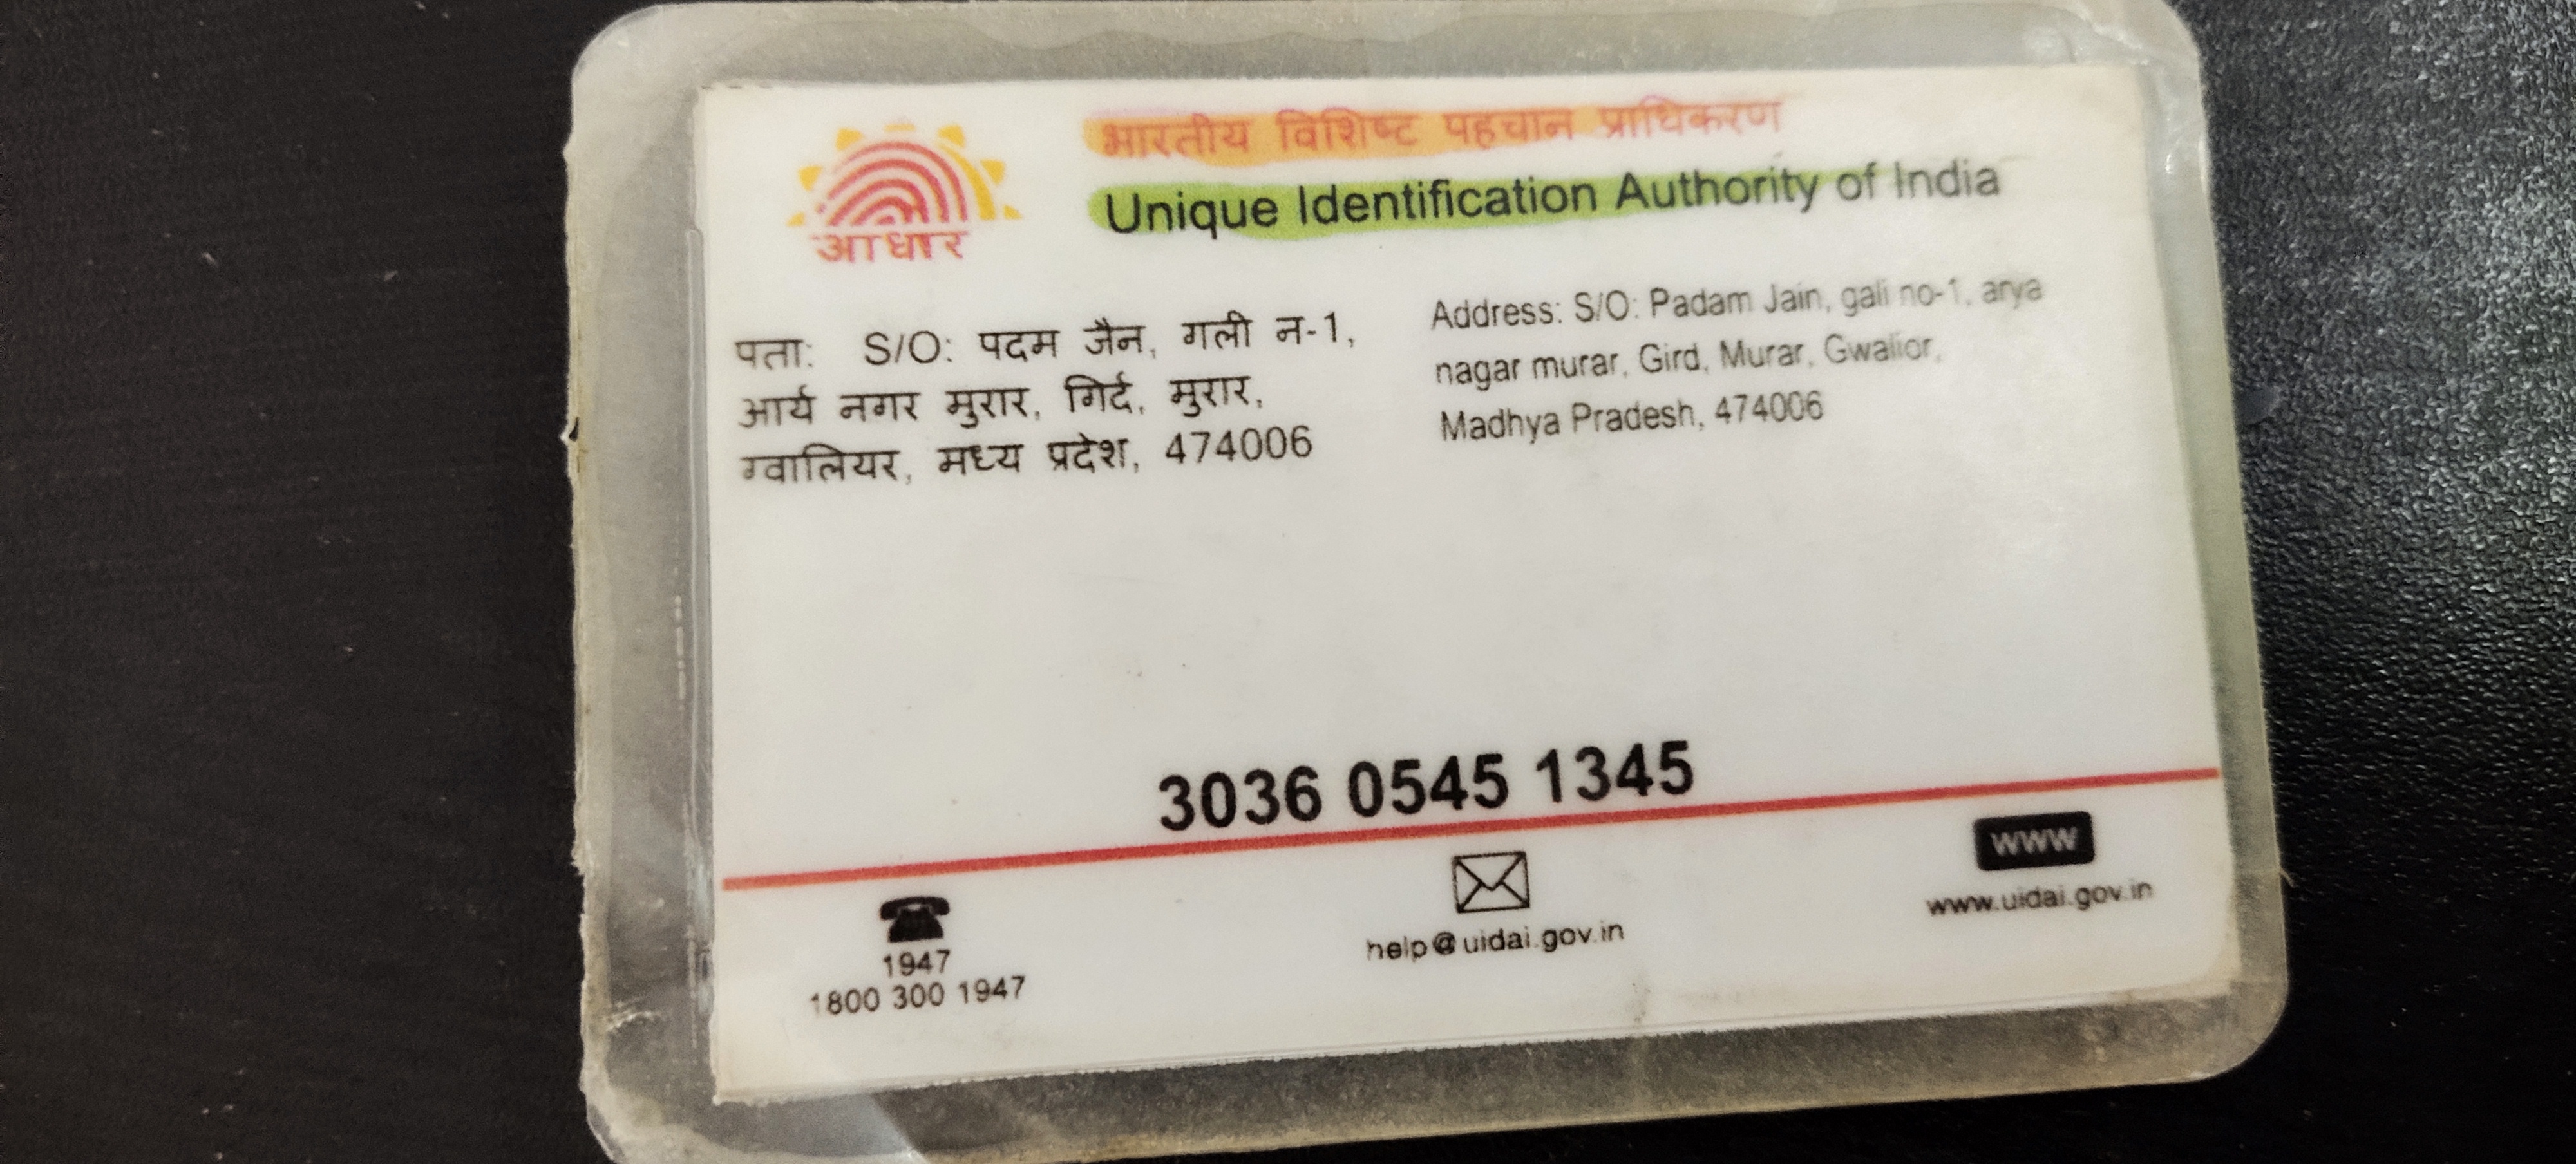 भारतीय विशिष्ट पहचान प्राधिकरण
Unique Identification Authority of India
आधार
पता: S/O: पदम जैन, गली न-1,
आर्य नगर मुरार, गिर्द, मुरार,
ग्वालियर, मध्य प्रदेश, 474006
Address: S/O: Padam Jain, gali no-1, arya
nagar murar, Gird, Murar, Gwalior,
Madhya Pradesh, 474006
3036 0545 1345
1947
1800 300 1947
help@uidai.gov.in
www
www.uidai.gov.in